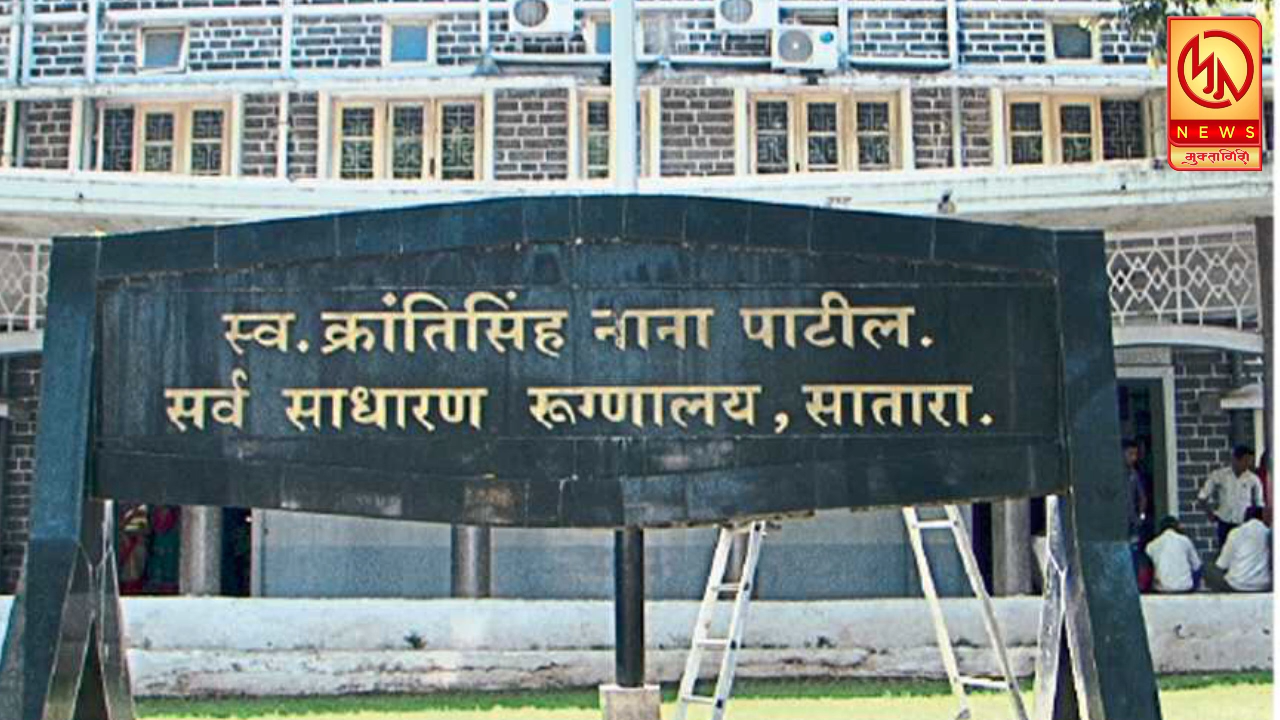 NEWS
मुक्तागिरी
स्व. क्रांतिसिंह नाना पाटील.
सर्व साधारण रूग्णालय, सातारा.